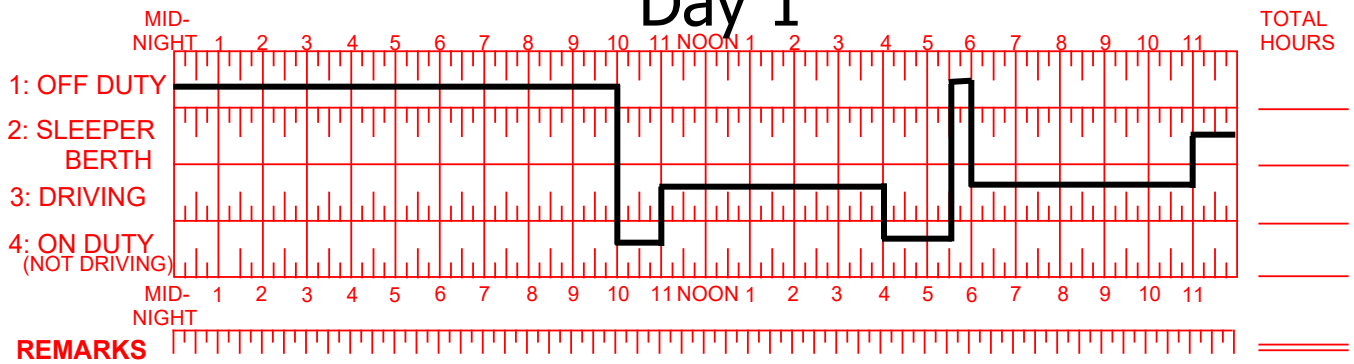 Day 1
MID-
NIGHT 1 2 3 4 5 6 7 8 9 10 11 NOON 1 2 3 4 5 6 7 8 9 10 11
TOTAL
HOURS
1: OFF DUTY
2: SLEEPER
BERTH
3: DRIVING
4: ON DUTY
(NOT DRIVING)
MID-
NIGHT
1 2 3 4 5 6 7 8 9 10 11 NOON 1 2 3 4 5 6 7 8 9 10 11
REMARKS